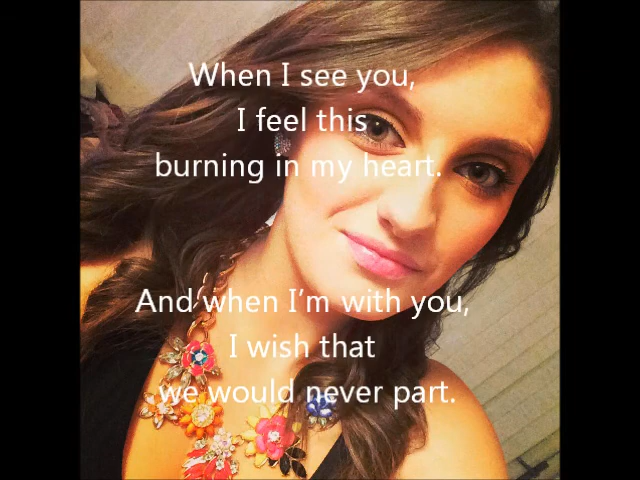 When I see you,
I feel this
burning in my heart.
And when I’m with you,
I wish that
we would never part.